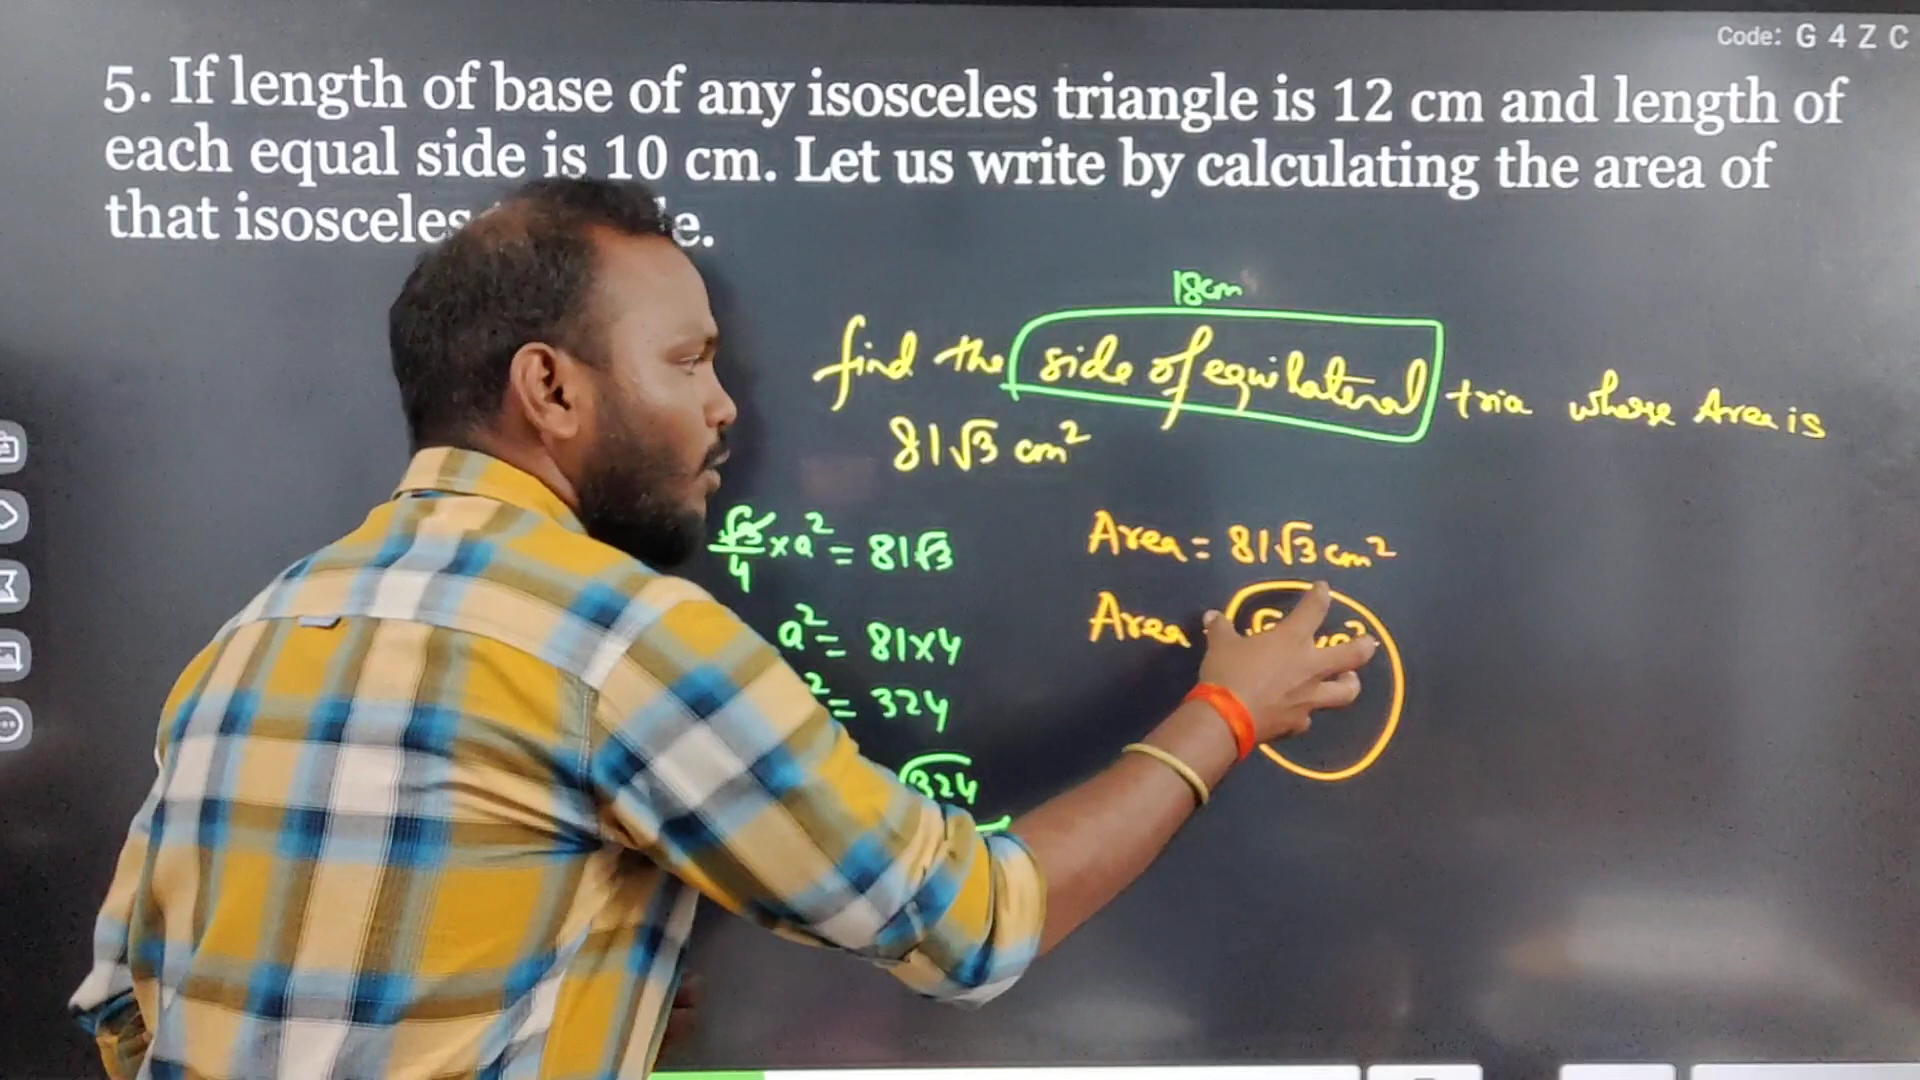 Code: G 4 Z C
5. If length of base of any isosceles triangle is 12 cm and length of
each equal side is 10 cm. Let us write by calculating the area of
that isosceles e.
18cm
find the side of equilateral tria whose Area is
81√3 cm²
√3/4 × a² = 81√3
a² = 81×4
² = 324
√324
Area = 81√3 cm²
Area